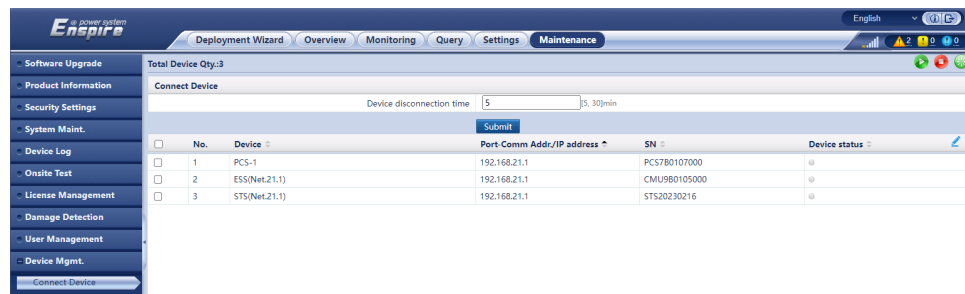 @ power system
Enspire
English
Deployment Wizard Overview Monitoring Query Settings Maintenance
2 0 0
Software Upgrade
Product Information
Security Settings
System Maint.
Device Log
Onsite Test
License Management
Damage Detection
User Management
Device Mgmt.
Connect Device
Total Device Qty.:3
Connect Device
Device disconnection time 5 [5, 30]min
Submit
No. Device Port-Comm Addr./IP address SN Device status
1 PCS-1 192.168.21.1 PCS7B0107000
2 ESS(Net.21.1) 192.168.21.1 CMU9B0105000
3 STS(Net.21.1) 192.168.21.1 STS20230216